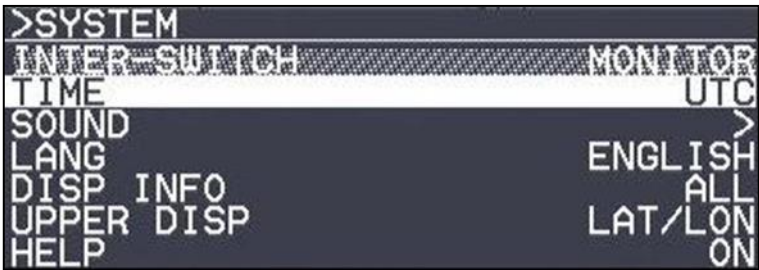 >SYSTEM
INTER-SWITCH MONITOR
TIME UTC
SOUND >
LANG ENGLISH
DISP INFO ALL
UPPER DISP LAT/LON
HELP ON